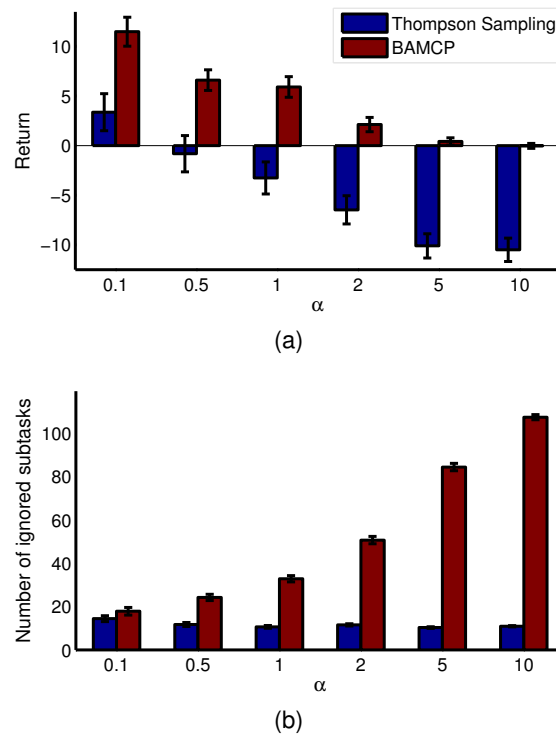 Thompson Sampling
BAMCP
10
5
0
−5
−10
Return
0.1 0.5 1 2 5 10
α
(a)
100
80
60
40
20
0
Number of ignored subtasks
0.1 0.5 1 2 5 10
α
(b)